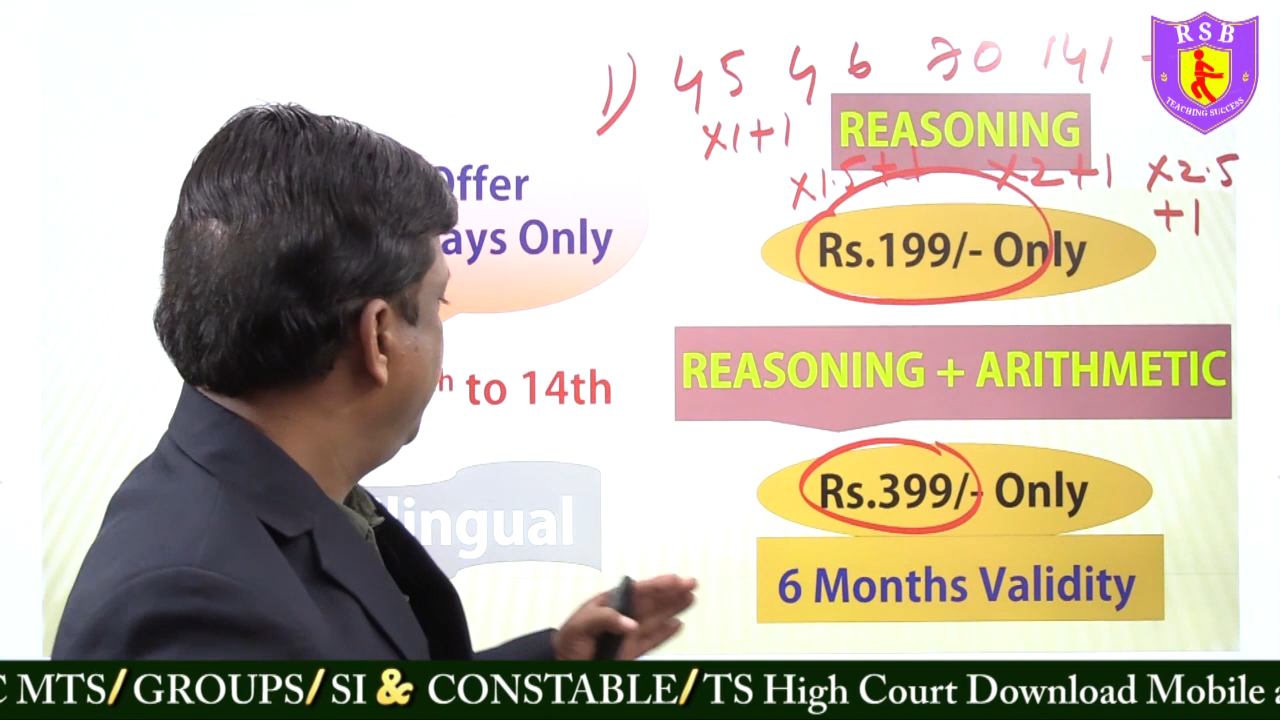 1) 45 46 70 141
RSB
TEACHING SUCCESS
x1+1
REASONING
x1.5+1 x2+1 x2.5
+1
Offer
ays Only
Rs.199/- Only
REASONING + ARITHMETIC
h to 14th
Rs.399/- Only
lingual
6 Months Validity
C MTS/GROUPS/SI & CONSTABLE/TS High Court Download Mobile a